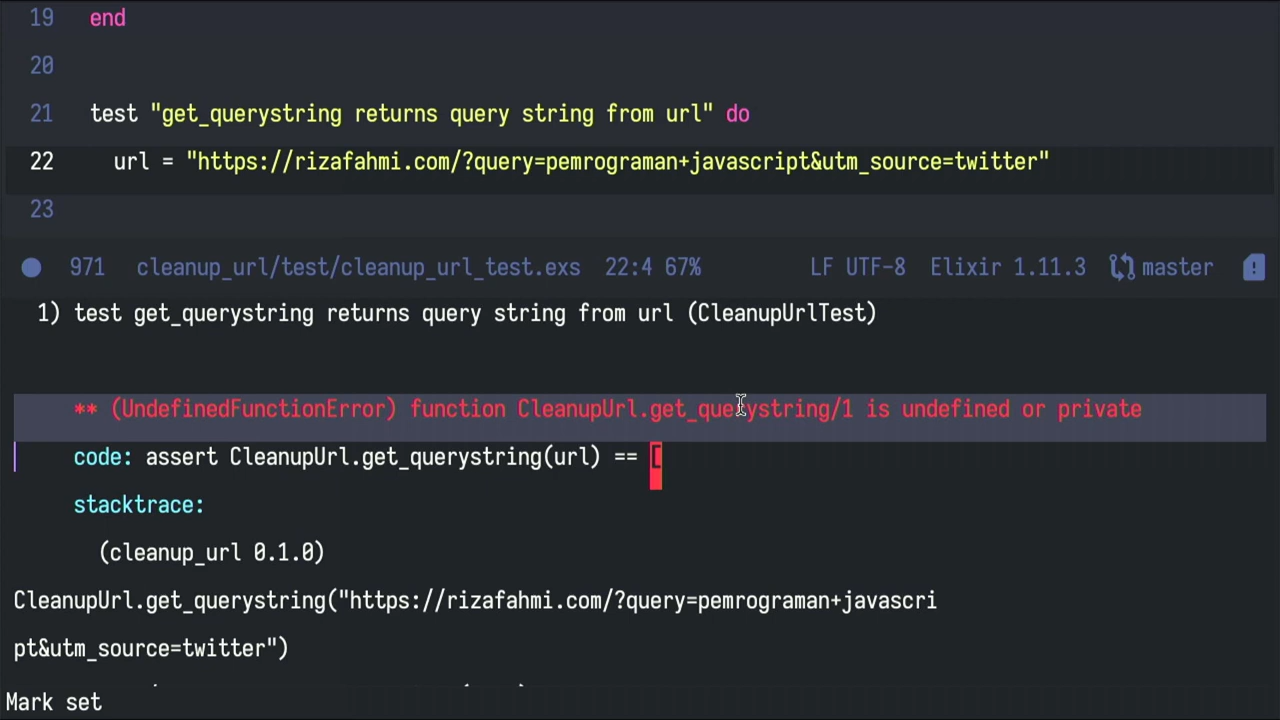 19 end
20
21 test "get_querystring returns query string from url" do
22 url = "https://rizafahmi.com/?query=pemrograman+javascript&utm_source=twitter"
23
971 cleanup_url/test/cleanup_url_test.exs 22:4 67% LF UTF-8 Elixir 1.11.3 master
1) test get_querystring returns query string from url (CleanupUrlTest)
** (UndefinedFunctionError) function CleanupUrl.get_querystring/1 is undefined or private
code: assert CleanupUrl.get_querystring(url) == [
stacktrace:
(cleanup_url 0.1.0)
CleanupUrl.get_querystring("https://rizafahmi.com/?query=pemrograman+javascri
pt&utm_source=twitter")
Mark set